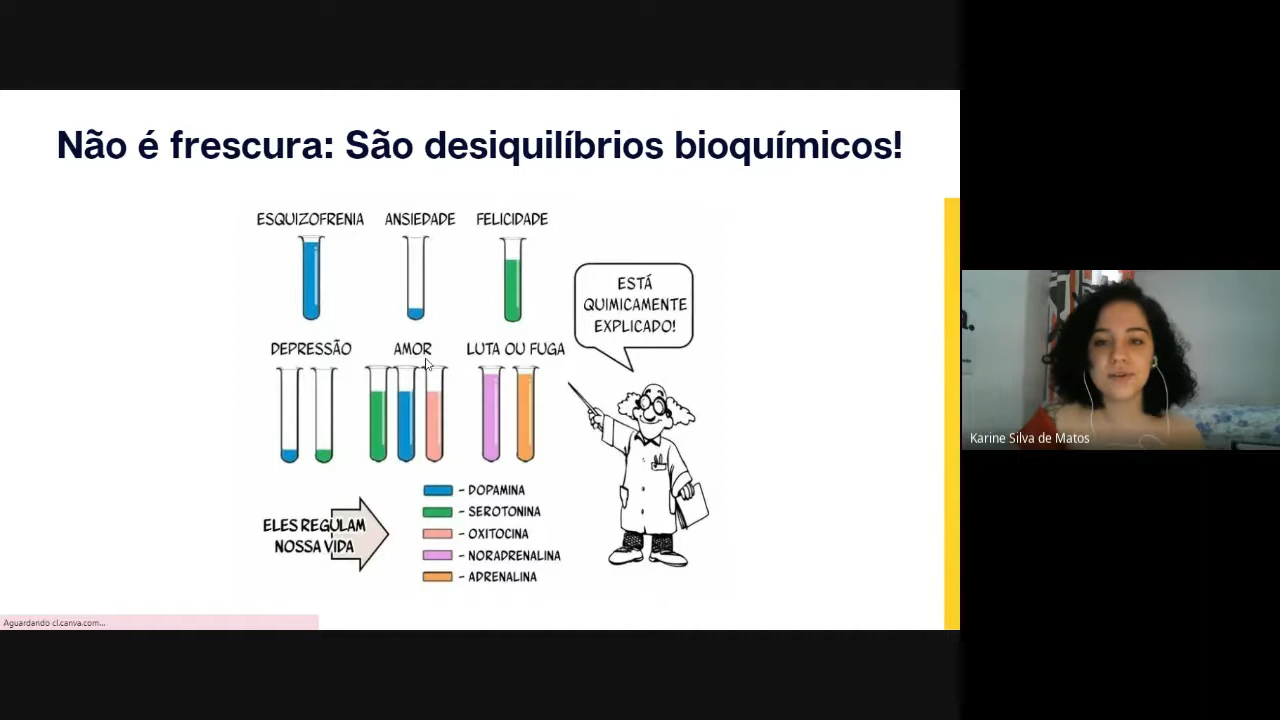 Não é frescura: São desiquilíbrios bioquímicos!
ESQUIZOFRENIA ANSIEDADE FELICIDADE
ESTÁ
QUIMICAMENTE
EXPLICADO!
DEPRESSÃO AMOR LUTA OU FUGA
ELES REGULAM
NOSSA VIDA
- DOPAMINA
- SEROTONINA
- OXITOCINA
- NORADRENALINA
- ADRENALINA
Aguardando cl.canva.com...
Karine Silva de Matos